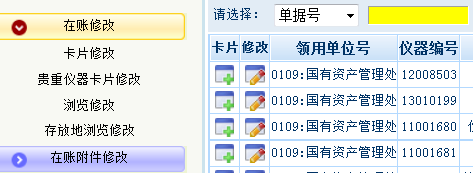 在账修改
卡片修改
贵重仪器卡片修改
浏览修改
存放地浏览修改
在账附件修改
请选择： 单据号
卡片 修改 领用单位号 仪器编号
0109:国有资产管理处 12008503
0109:国有资产管理处 13010199
0109:国有资产管理处 11001680
0109:国有资产管理处 11001681